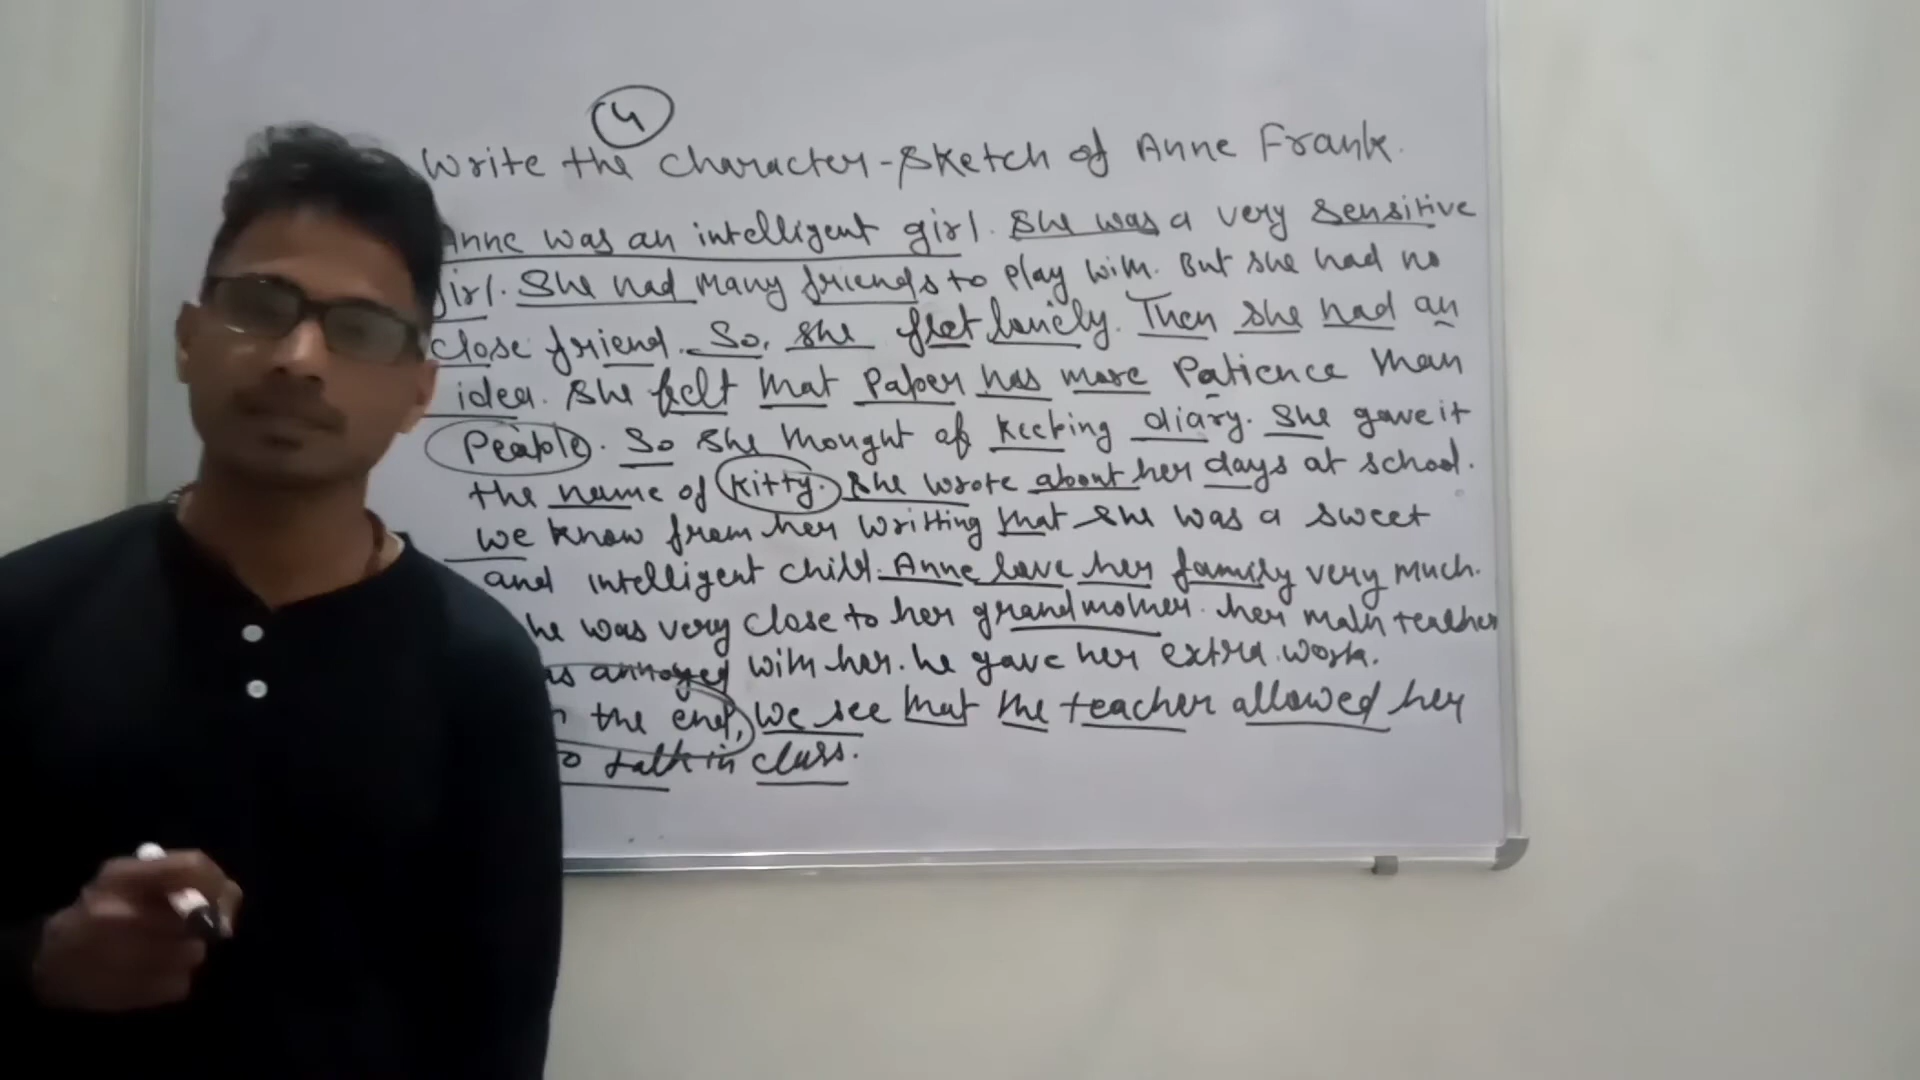 4
Write the character-sketch of Anne Frank.
Anne was an intelligent girl. She was a very sensitive
girl. She had many friends to play with. But she had no
close friend. So, she flet lonely. Then she had an
idea. She felt that paper has more patience than
people. So she thought of keeping diary. She gave it
the name of Kitty. She wrote about her days at school.
we know from her writting that she was a sweet
and intelligent child. Anne love her family very much.
he was very close to her grandmother. her math teacher
as annoyed with her. he gave her extra work.
n the end, we see that the teacher allowed her
o talk in class.